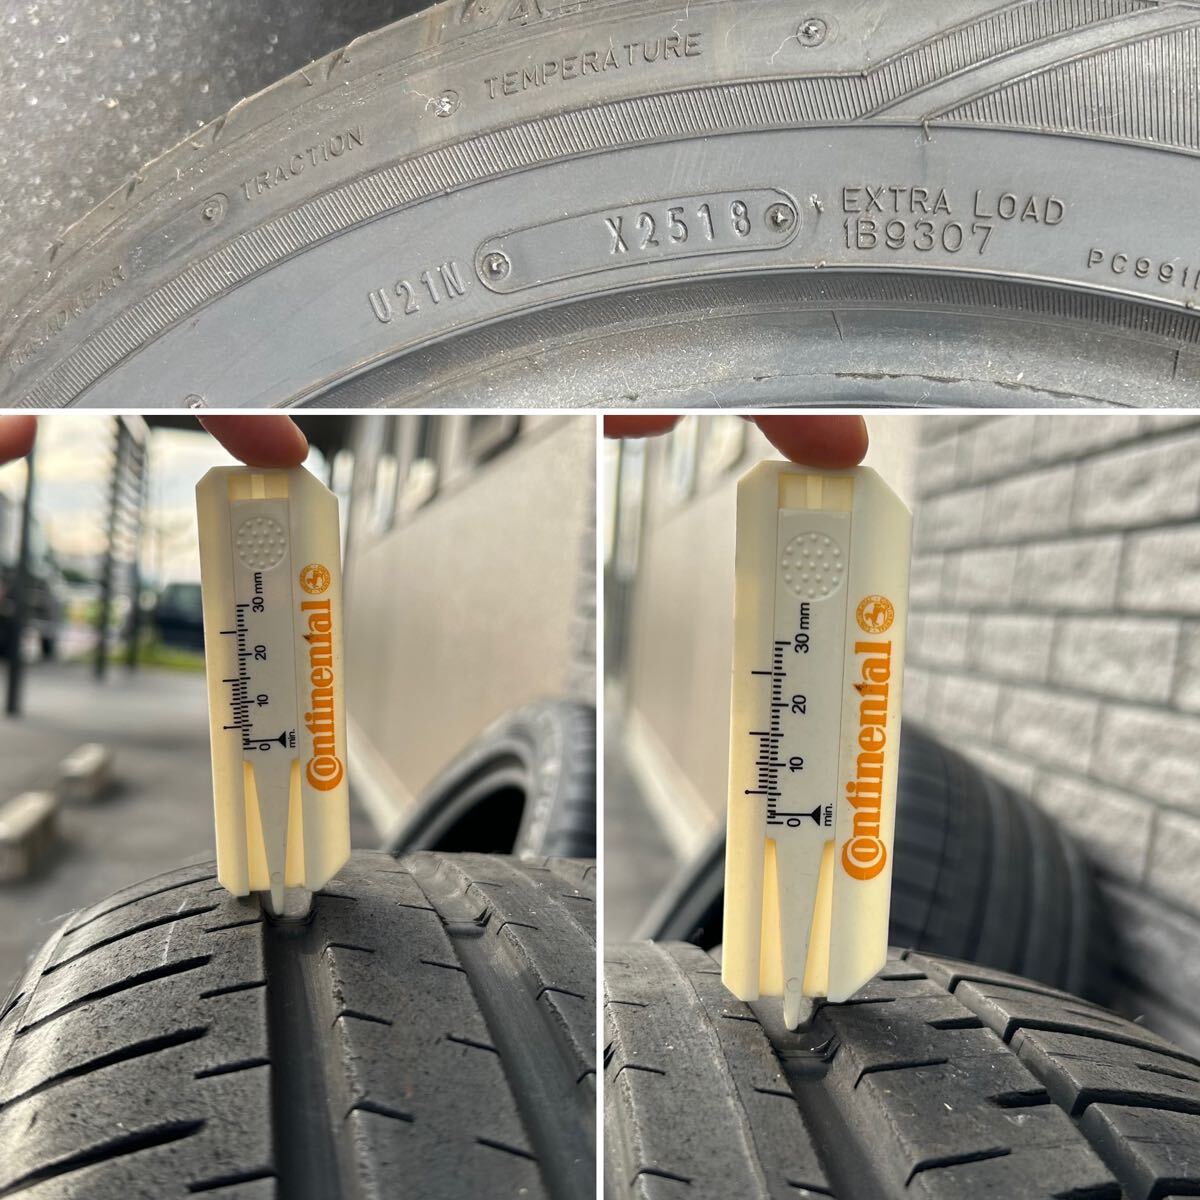 TEMPERATURE
TRACTION
TREADWEAR
U21N
X2518
EXTRA LOAD
1B9307
PC991
30 mm
20
10
0
min.
Continental
30 mm
20
10
0
min.
Continental